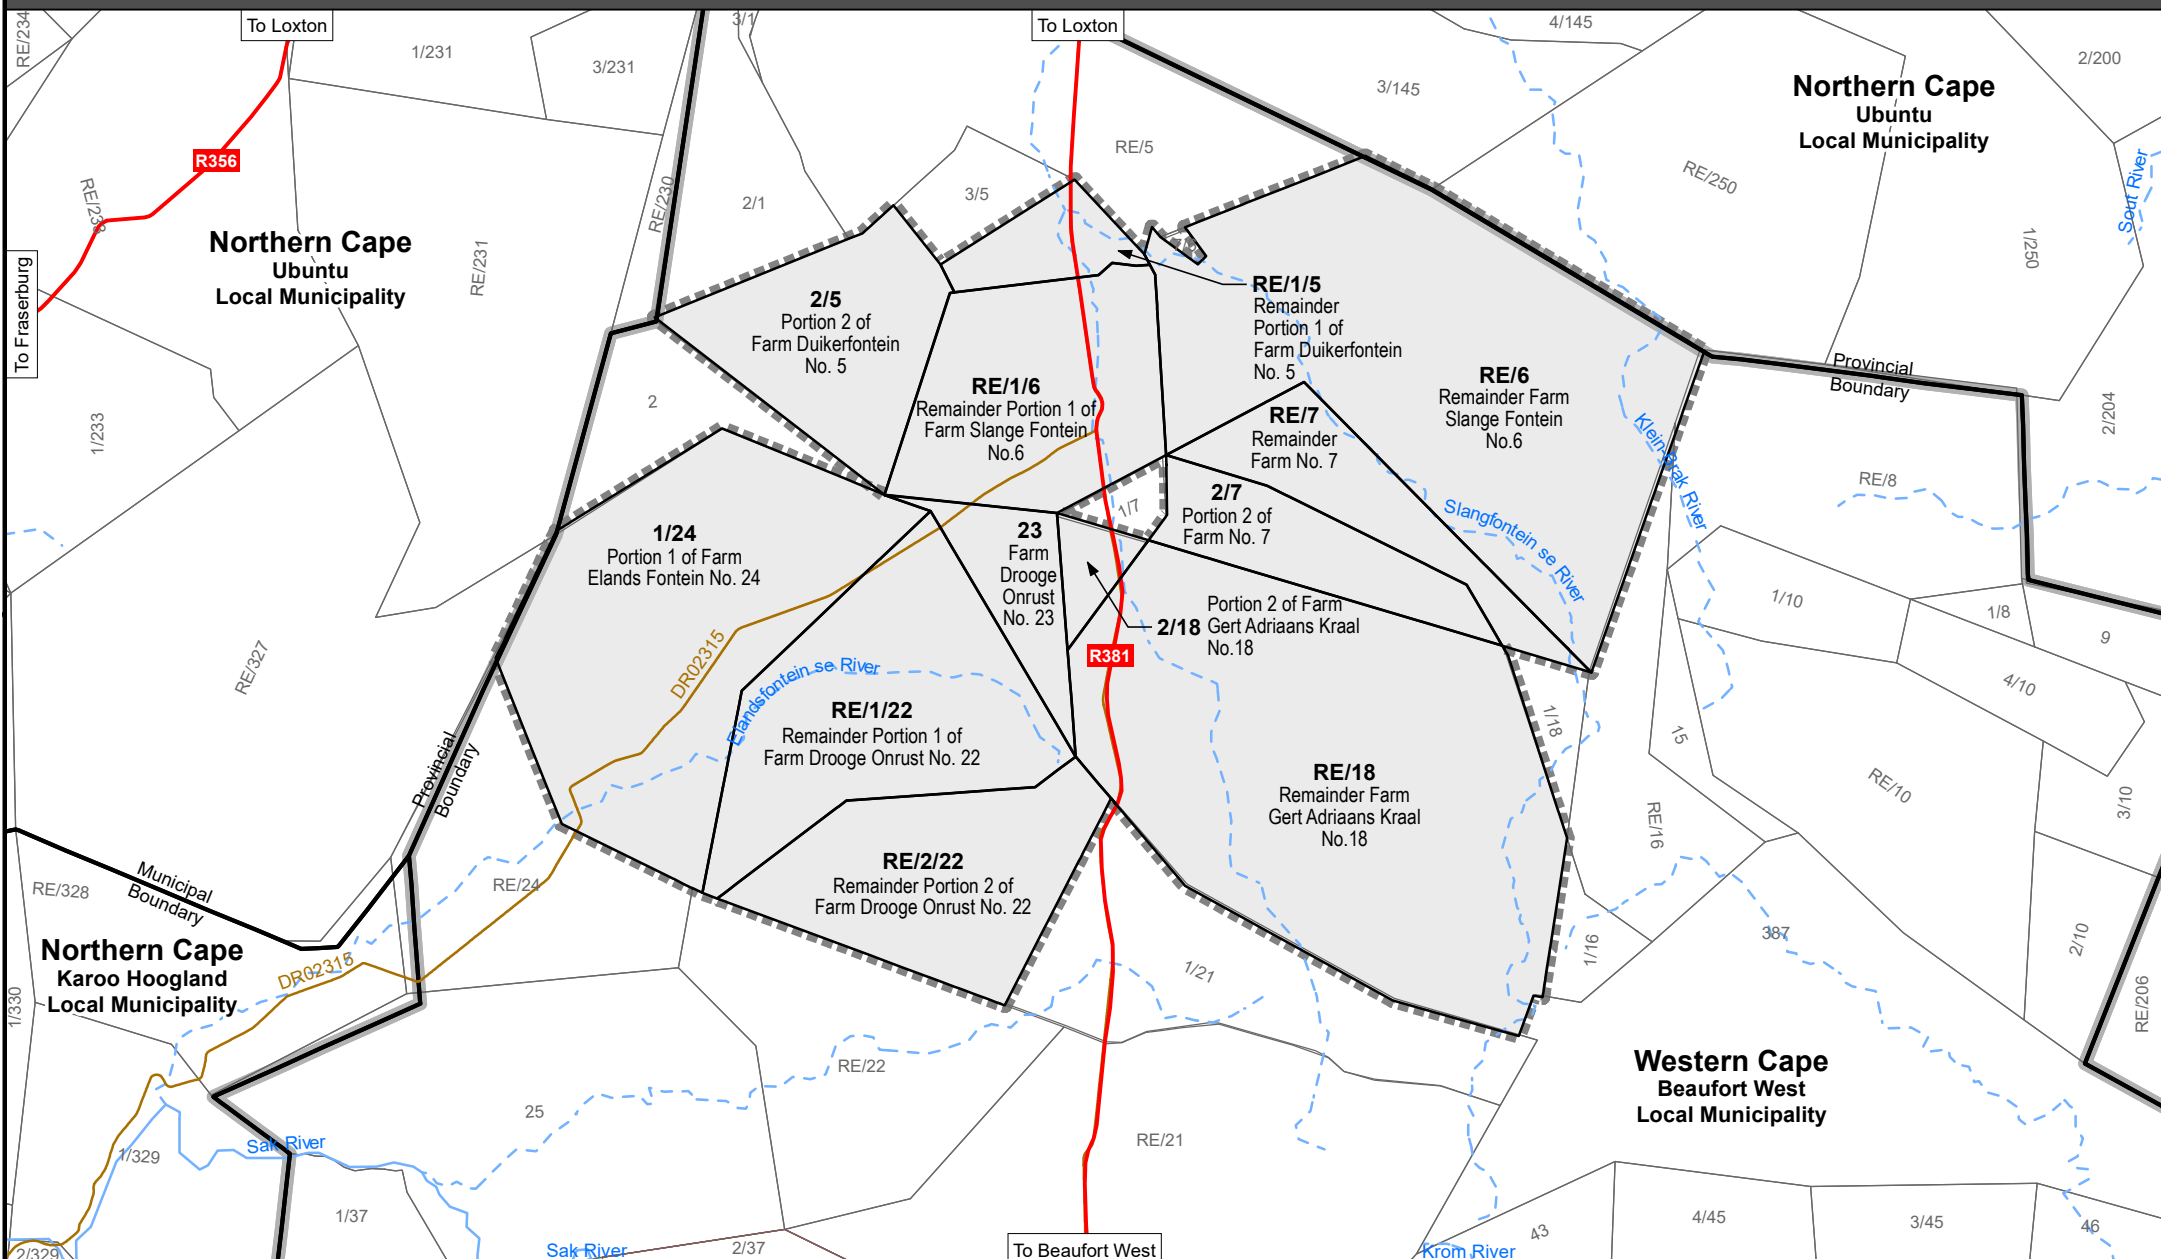 To Loxton
To Loxton
RE/234
1/231
3/231
3/1
4/145
2/200
3/145
Northern Cape
Ubuntu
Local Municipality
R356
RE/5
RE/250
Sout River
RE/230
2/1
3/5
Northern Cape
Ubuntu
Local Municipality
RE/231
1/250
To Fraserburg
2/5
Portion 2 of
Farm Duikerfontein
No. 5
RE/1/5
Remainder
Portion 1 of
Farm Duikerfontein
No. 5
RE/1/6
Remainder Portion 1 of
Farm Slange Fontein
No.6
RE/6
Remainder Farm
Slange Fontein
No.6
Provincial
Boundary
2
1/233
RE/7
Remainder
Farm No. 7
2/204
Klein-Brak River
RE/8
1/7
2/7
Portion 2 of
Farm No. 7
Slangfontein se River
1/24
Portion 1 of Farm
Elands Fontein No. 24
23
Farm
Drooge
Onrust
No. 23
1/10
1/8
9
2/18
Portion 2 of Farm
Gert Adriaans Kraal
No.18
R381
DR02315
Elandsfontein se River
RE/327
4/10
1/18
15
RE/1/22
Remainder Portion 1 of
Farm Drooge Onrust No. 22
RE/18
Remainder Farm
Gert Adriaans Kraal
No.18
RE/10
3/10
RE/16
Provincial
Boundary
RE/2/22
Remainder Portion 2 of
Farm Drooge Onrust No. 22
Municipal
Boundary
RE/328
RE/24
387
1/16
2/10
Northern Cape
Karoo Hoogland
Local Municipality
DR02315
1/21
1/330
RE/206
RE/22
Western Cape
Beaufort West
Local Municipality
25
RE/21
Sak River
1/329
1/37
4/45
3/45
43
46
2/329
Sak River
2/37
To Beaufort West
Krom River